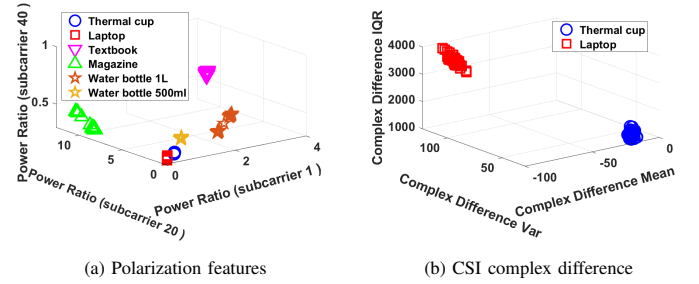 Power Ratio (subcarrier 40 )
1
0.5
Thermal cup
Laptop
Textbook
Magazine
Water bottle 1L
Water bottle 500ml
10
5
0
0
2
4
Power Ratio (subcarrier 20 )
Power Ratio (subcarrier 1 )
(a) Polarization features
Complex Difference IQR
4000
3000
2000
1000
Thermal cup
Laptop
100
50
-100
-50
0
Complex Difference Var
Complex Difference Mean
(b) CSI complex difference